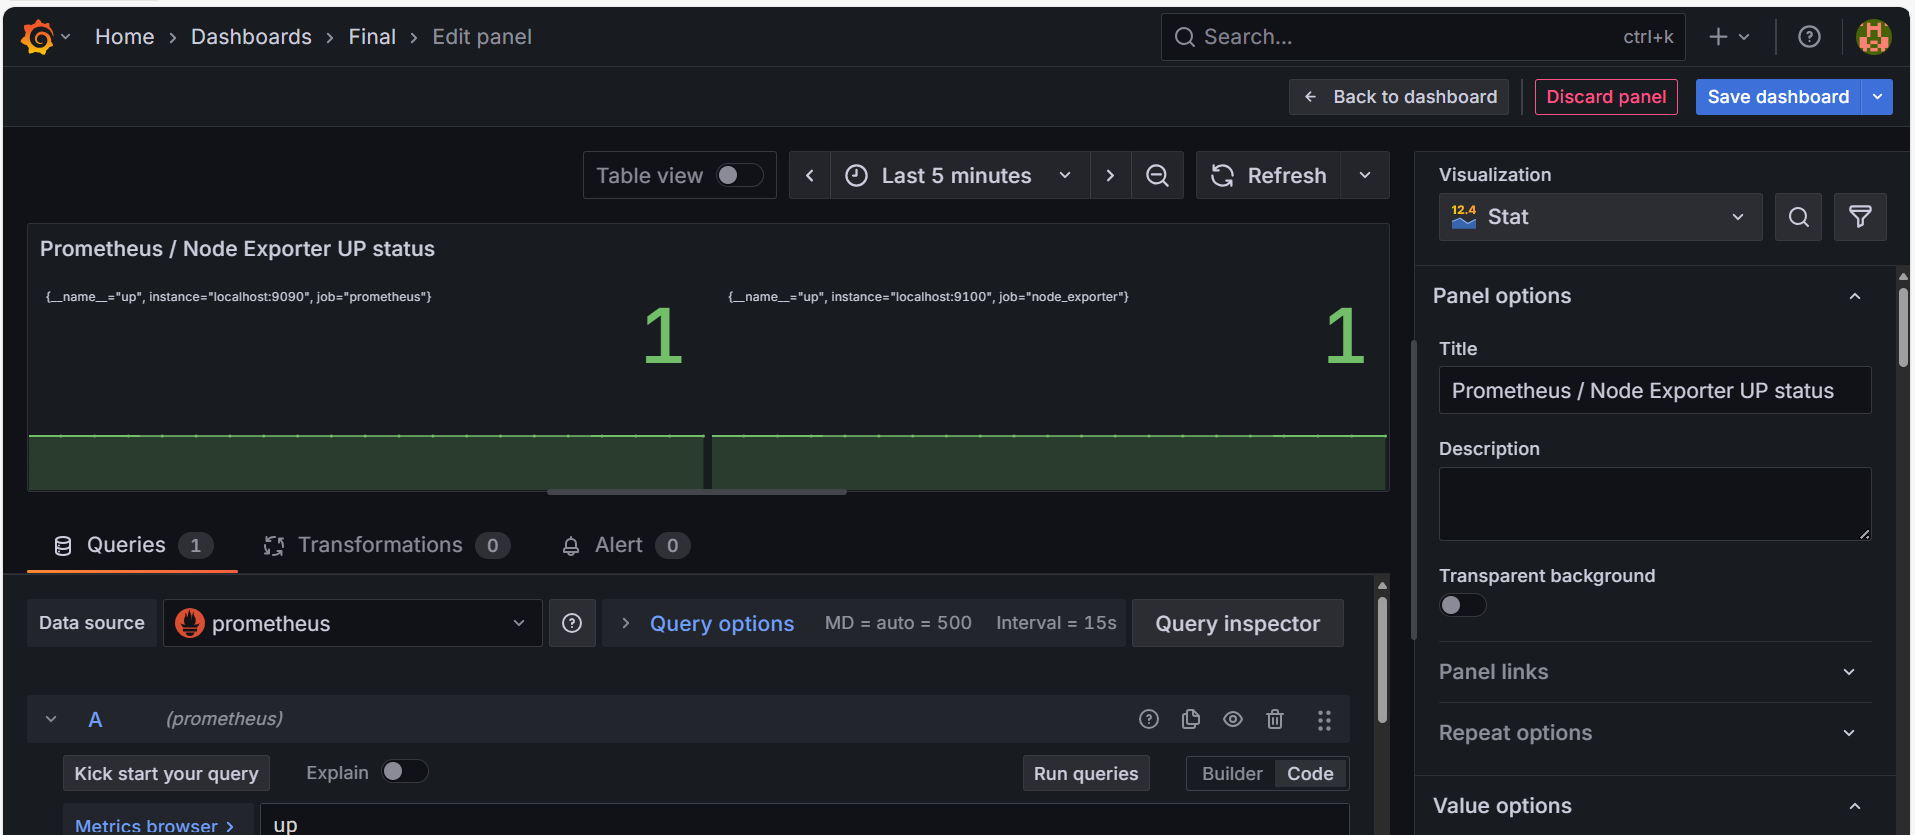 Home > Dashboards > Final > Edit panel
Search... ctrl+k
Back to dashboard
Discard panel
Save dashboard
Table view
Last 5 minutes
Refresh
Prometheus / Node Exporter UP status
{__name__="up", instance="localhost:9090", job="prometheus"}
1
{__name__="up", instance="localhost:9100", job="node_exporter"}
1
Queries 1
Transformations 0
Alert 0
Data source
prometheus
Query options MD = auto = 500 Interval = 15s
Query inspector
A (prometheus)
Kick start your query
Explain
Run queries
Builder
Code
Metrics browser >
up
Visualization
12.4
Stat
Panel options
Title
Prometheus / Node Exporter UP status
Description
Transparent background
Panel links
Repeat options
Value options